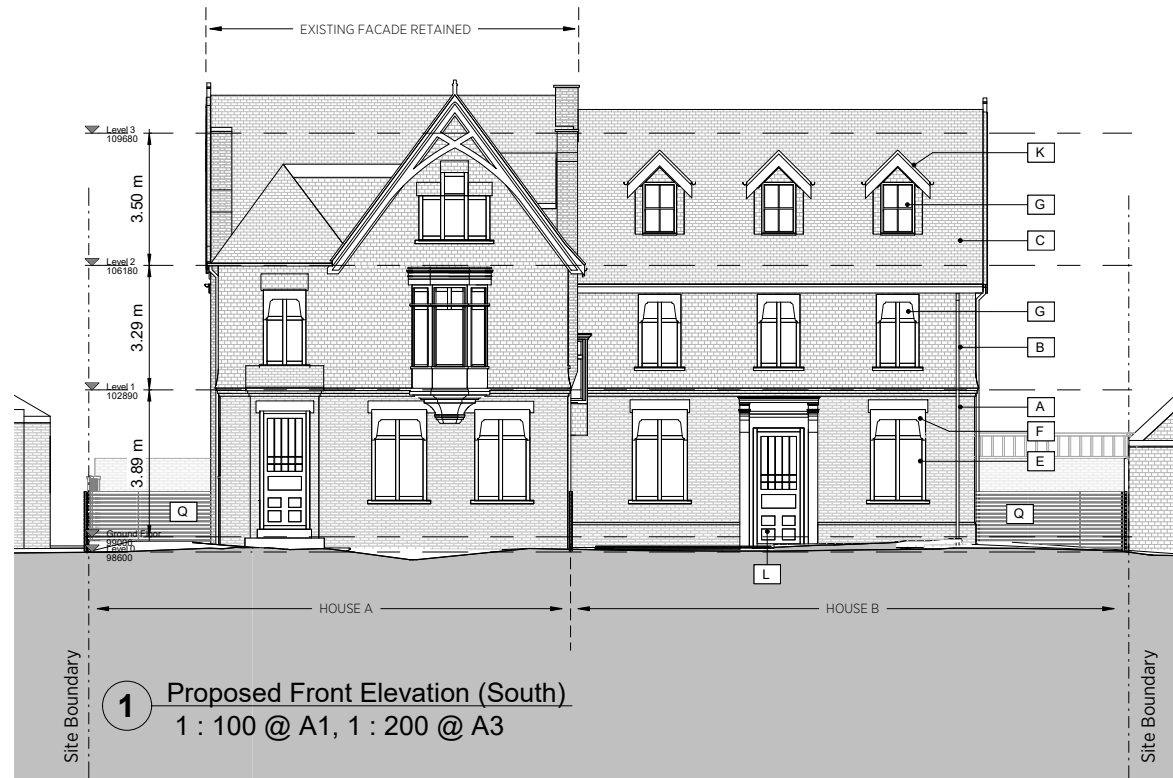 EXISTING FACADE RETAINED
Level 3
109680
K
3.50 m
G
C
Level 2
106180
3.29 m
G
B
Level 1
102890
A
F
3.89 m
E
Q
Q
Ground Floor
99000
Level 0
98600
L
HOUSE A
HOUSE B
Site Boundary
Site Boundary
1
Proposed Front Elevation (South)
1 : 100 @ A1, 1 : 200 @ A3